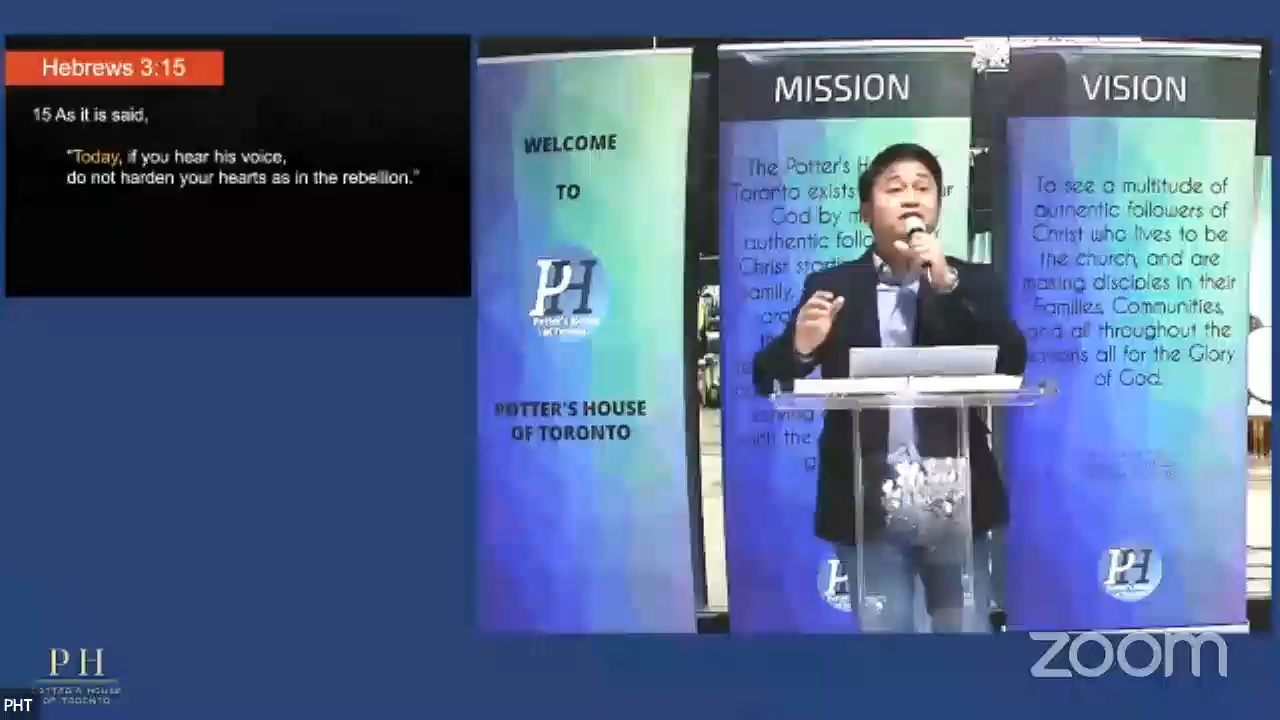 Hebrews 3:15
15 As it is said,
"Today, if you hear his voice,
do not harden your hearts as in the rebellion."
WELCOME
TO
PH
POTTER'S HOUSE
OF TORONTO
MISSION
The Potter's
Toronto exists
God by
authentic
Christ
VISION
To see a multitude of
authentic followers of
Christ who lives to be
the church, and are
making disciples in their
Families, Communities,
and all throughout the
nations all for the Glory
of God.
PH
zoom
PH
POTTER'S HOUSE
OF TORONTO
PHT